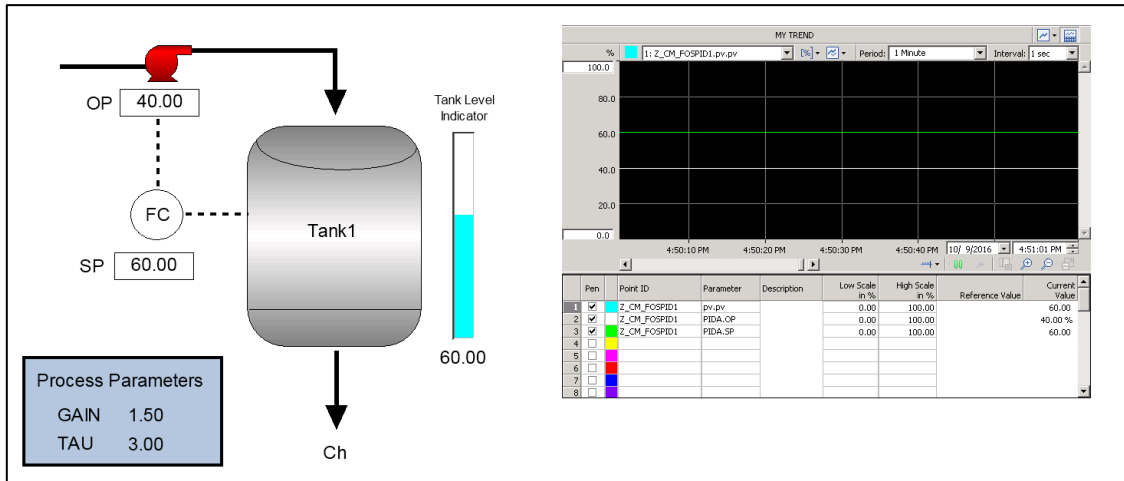 OP
40.00
FC
SP
60.00
Tank1
Tank Level
Indicator
60.00
Ch
Process Parameters
GAIN 1.50
TAU 3.00
MY TREND
% 1: Z_CM_FOSPID1.pv.pv [%] Period: 1 Minute Interval: 1 sec
100.0
80.0
60.0
40.0
20.0
0.0
4:50:10 PM 4:50:20 PM 4:50:30 PM 4:50:40 PM 10/ 9/2016 4:51:01 PM
Pen Point ID Parameter Description Low Scale in % High Scale in % Reference Value Current Value
1 Z_CM_FOSPID1 pv.pv 0.00 100.00 60.00
2 Z_CM_FOSPID1 PIDA.OP 0.00 100.00 40.00 %
3 Z_CM_FOSPID1 PIDA.SP 0.00 100.00 60.00
4
5
6
7
8